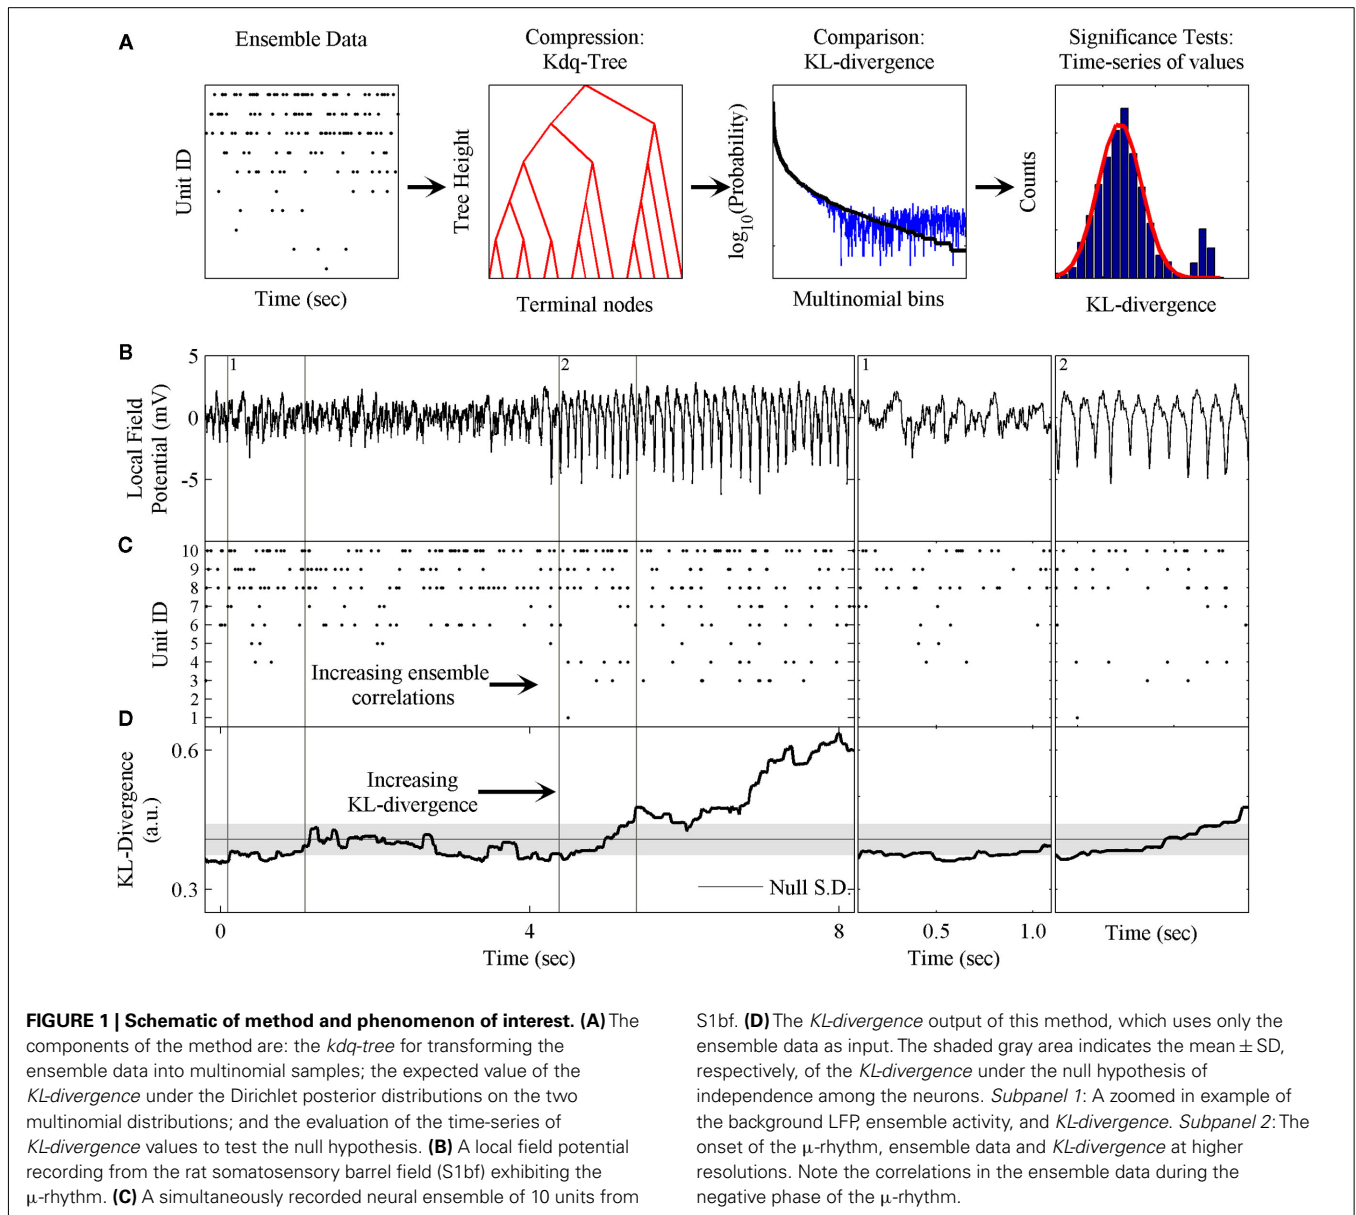 A
Ensemble Data
Compression:
Kdq-Tree
Comparison:
KL-divergence
Significance Tests:
Time-series of values
Unit ID
Tree Height
log10(Probability)
Counts
Time (sec)
Terminal nodes
Multinomial bins
KL-divergence
B
Local Field
Potential (mV)
5
0
-5
1
2
1
2
C
Unit ID
10
9
8
7
6
5
4
3
2
1
Increasing ensemble
correlations
D
KL-Divergence
(a.u.)
0.6
0.3
Increasing
KL-divergence
Null S.D.
0
4
8
Time (sec)
0.5
1.0
Time (sec)
Time (sec)
FIGURE 1 | Schematic of method and phenomenon of interest. (A) The
components of the method are: the kdq-tree for transforming the
ensemble data into multinomial samples; the expected value of the
KL-divergence under the Dirichlet posterior distributions on the two
multinomial distributions; and the evaluation of the time-series of
KL-divergence values to test the null hypothesis. (B) A local field potential
recording from the rat somatosensory barrel field (S1bf) exhibiting the
μ-rhythm. (C) A simultaneously recorded neural ensemble of 10 units from
S1bf. (D) The KL-divergence output of this method, which uses only the
ensemble data as input. The shaded gray area indicates the mean ± SD,
respectively, of the KL-divergence under the null hypothesis of
independence among the neurons. Subpanel 1: A zoomed in example of
the background LFP, ensemble activity, and KL-divergence. Subpanel 2: The
onset of the μ-rhythm, ensemble data and KL-divergence at higher
resolutions. Note the correlations in the ensemble data during the
negative phase of the μ-rhythm.